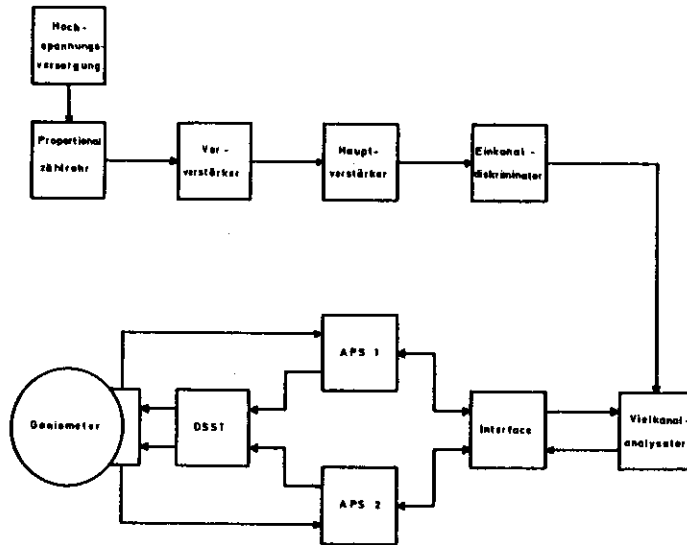 Hoch-
spannungs-
versorgung
Proportional
zählrohr
Vor-
verstärker
Haupt-
verstärker
Einkanal-
diskriminator
APS 1
Goniometer
DSST
Interface
Vielkanal-
analysator
APS 2